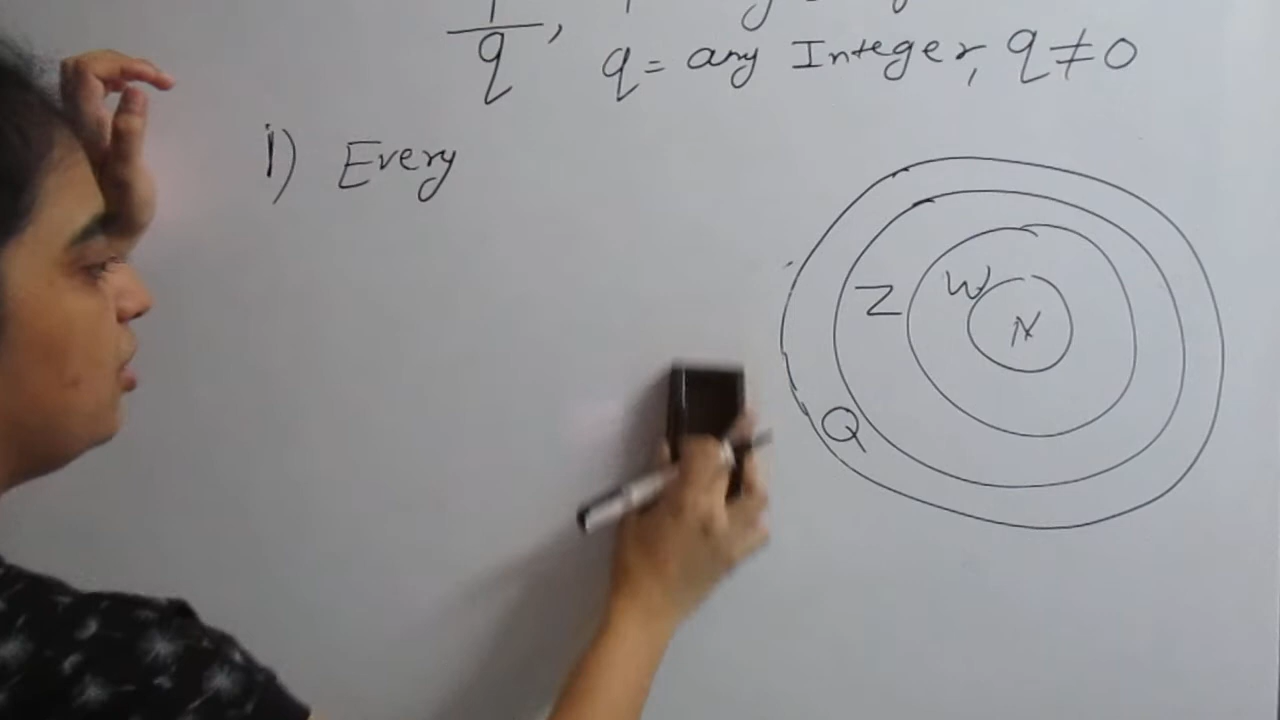 q, q = any Integer, q ≠ 0
1) Every
W
Z
N
Q